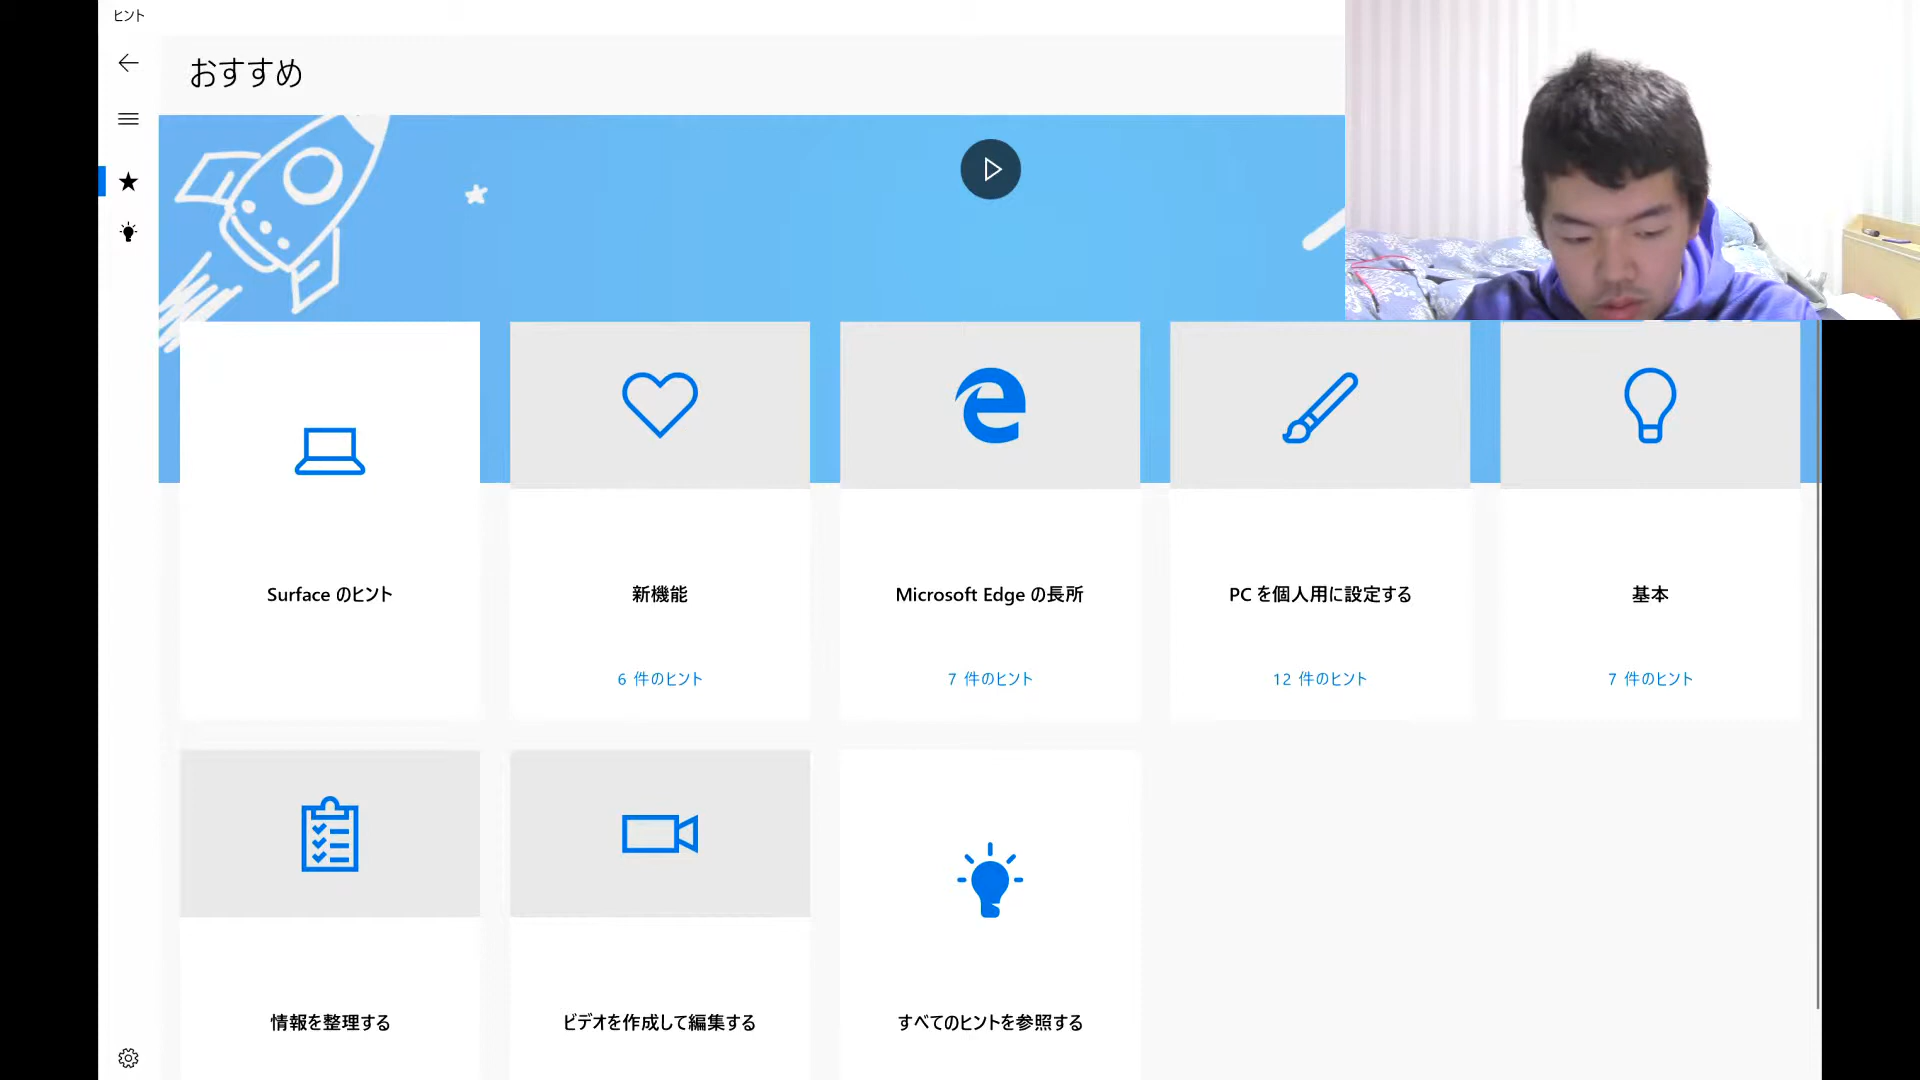 ヒント
おすすめ
Surface のヒント
新機能
6 件のヒント
Microsoft Edge の長所
7 件のヒント
PC を個人用に設定する
12 件のヒント
基本
7 件のヒント
情報を整理する
ビデオを作成して編集する
すべてのヒントを参照する